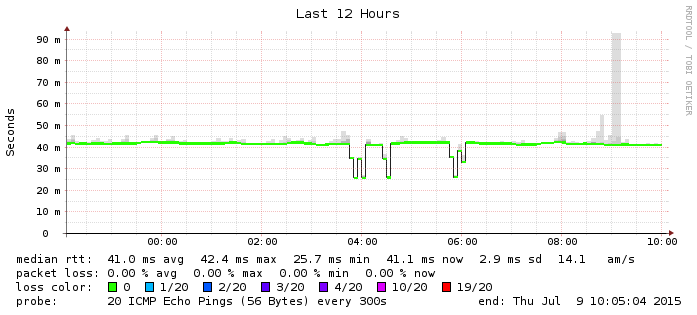 Last 12 Hours
RRDTOOL / TOBI OETIKER
Seconds
90 m
80 m
70 m
60 m
50 m
40 m
30 m
20 m
10 m
0
00:00 02:00 04:00 06:00 08:00 10:00
median rtt: 41.0 ms avg 42.4 ms max 25.7 ms min 41.1 ms now 2.9 ms sd 14.1 am/s
packet loss: 0.00 % avg 0.00 % max 0.00 % min 0.00 % now
loss color: 0 1/20 2/20 3/20 4/20 10/20 19/20
probe: 20 ICMP Echo Pings (56 Bytes) every 300s end: Thu Jul 9 10:05:04 2015